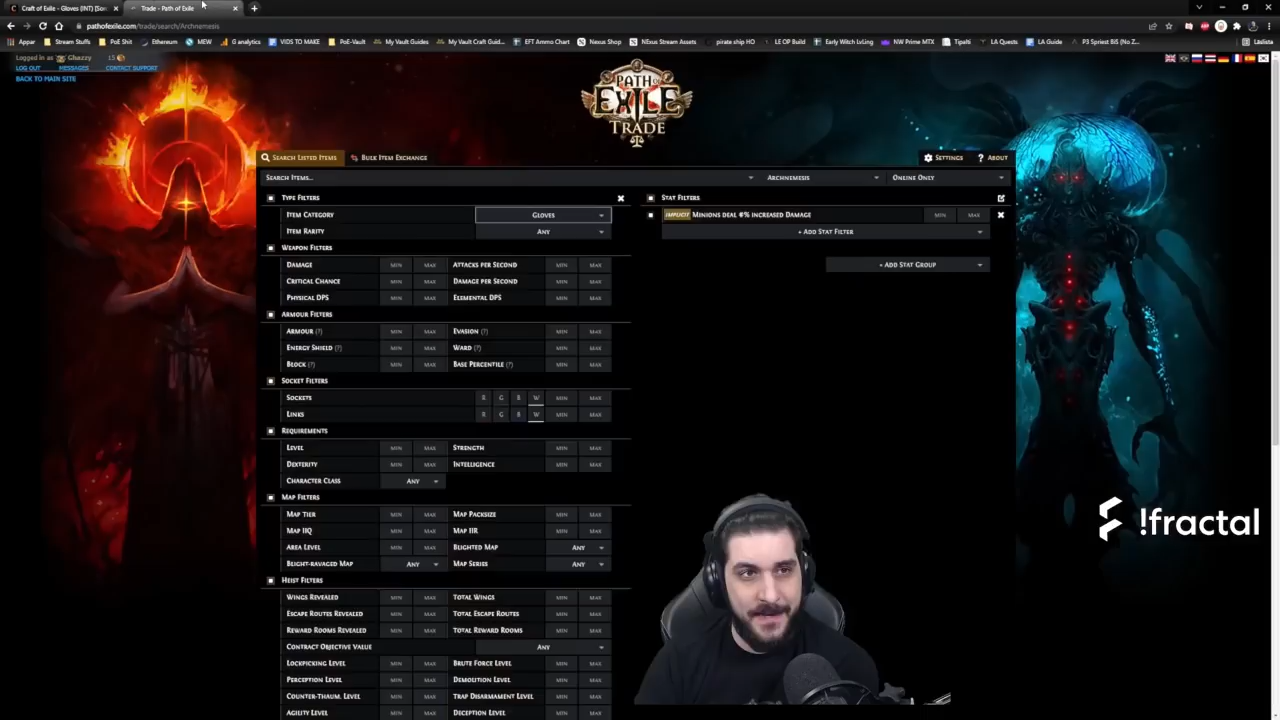 Craft of Exile - Gloves (INT) [Son
Trade - Path of Exile
pathofexile.com/trade/search/Archnemesis
Appar
Stream Stuffs
PoE Shit
Ethereum
MEW
G analytics
VIDS TO MAKE
PoE-Vault
My Vault Guides
My Vault Craft Guid...
EFT Ammo Chart
Nexus Shop
NExus Stream Assets
pirate ship HO
LE OP Build
Early Witch LvLing
NW Prime MTX
Tipalti
LA Quests
LA Guide
P3 Spriest BiS (No Z...
Läslista
Logged in as Ghazzy
15
LOG OUT MESSAGES CONTACT SUPPORT
BACK TO MAIN SITE
PATH OF EXILE
TRADE
SEARCH LISTED ITEMS
BULK ITEM EXCHANGE
SETTINGS
? ABOUT
SEARCH ITEMS...
ARCHNEMESIS
ONLINE ONLY
TYPE FILTERS
ITEM CATEGORY GLOVES
ITEM RARITY ANY
WEAPON FILTERS
DAMAGE MIN MAX ATTACKS PER SECOND MIN MAX
CRITICAL CHANCE MIN MAX DAMAGE PER SECOND MIN MAX
PHYSICAL DPS MIN MAX ELEMENTAL DPS MIN MAX
ARMOUR FILTERS
ARMOUR (?) MIN MAX EVASION (?) MIN MAX
ENERGY SHIELD (?) MIN MAX WARD (?) MIN MAX
BLOCK (?) MIN MAX BASE PERCENTILE (?) MIN MAX
SOCKET FILTERS
SOCKETS R G B W MIN MAX
LINKS R G B W MIN MAX
REQUIREMENTS
LEVEL MIN MAX STRENGTH MIN MAX
DEXTERITY MIN MAX INTELLIGENCE MIN MAX
CHARACTER CLASS ANY
MAP FILTERS
MAP TIER MIN MAX MAP PACKSIZE MIN MAX
MAP IIQ MIN MAX MAP IIR MIN MAX
AREA LEVEL MIN MAX BLIGHTED MAP ANY
BLIGHT-RAVAGED MAP ANY MAP SERIES ANY
HEIST FILTERS
WINGS REVEALED MIN MAX TOTAL WINGS MIN MAX
ESCAPE ROUTES REVEALED MIN MAX TOTAL ESCAPE ROUTES MIN MAX
REWARD ROOMS REVEALED MIN MAX TOTAL REWARD ROOMS MIN MAX
CONTRACT OBJECTIVE VALUE ANY
LOCKPICKING LEVEL MIN MAX BRUTE FORCE LEVEL MIN MAX
PERCEPTION LEVEL MIN MAX DEMOLITION LEVEL MIN MAX
COUNTER-THAUM. LEVEL MIN MAX TRAP DISARMAMENT LEVEL MIN MAX
AGILITY LEVEL MIN MAX DECEPTION LEVEL MIN MAX
STAT FILTERS
IMPLICIT MINIONS DEAL #% INCREASED DAMAGE MIN MAX
+ ADD STAT FILTER
+ ADD STAT GROUP
!fractal